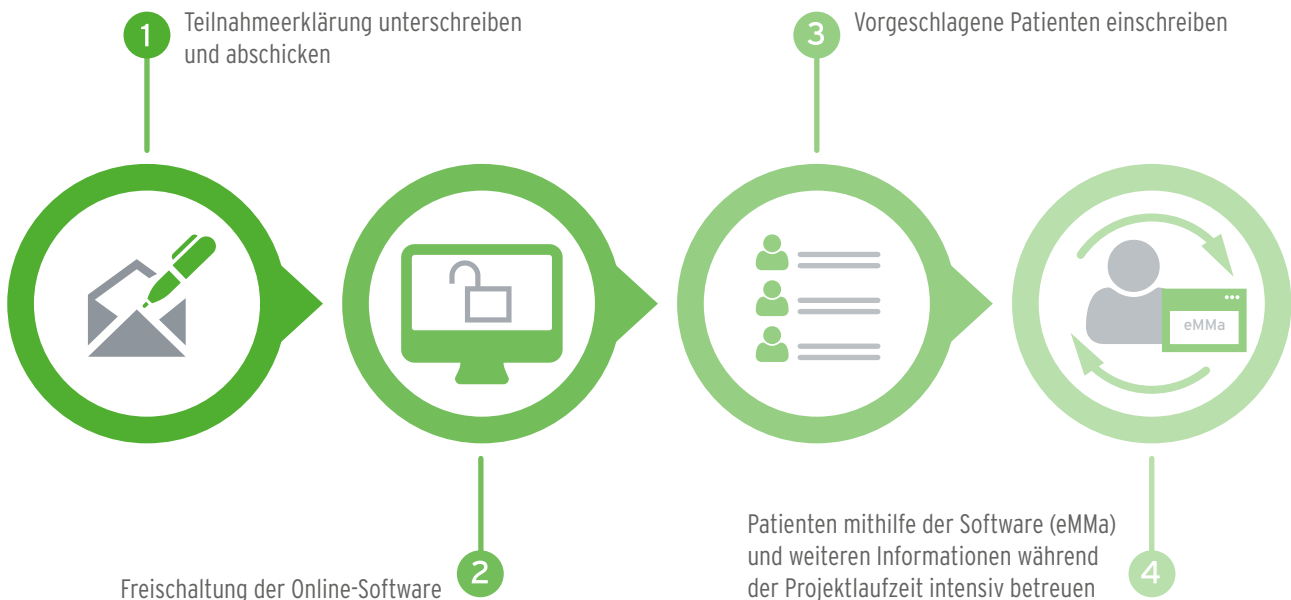 1
Teilnahmeerklärung unterschreiben
und abschicken
2
Freischaltung der Online-Software
3
Vorgeschlagene Patienten einschreiben
eMMa
4
Patienten mithilfe der Software (eMMa)
und weiteren Informationen während
der Projektlaufzeit intensiv betreuen